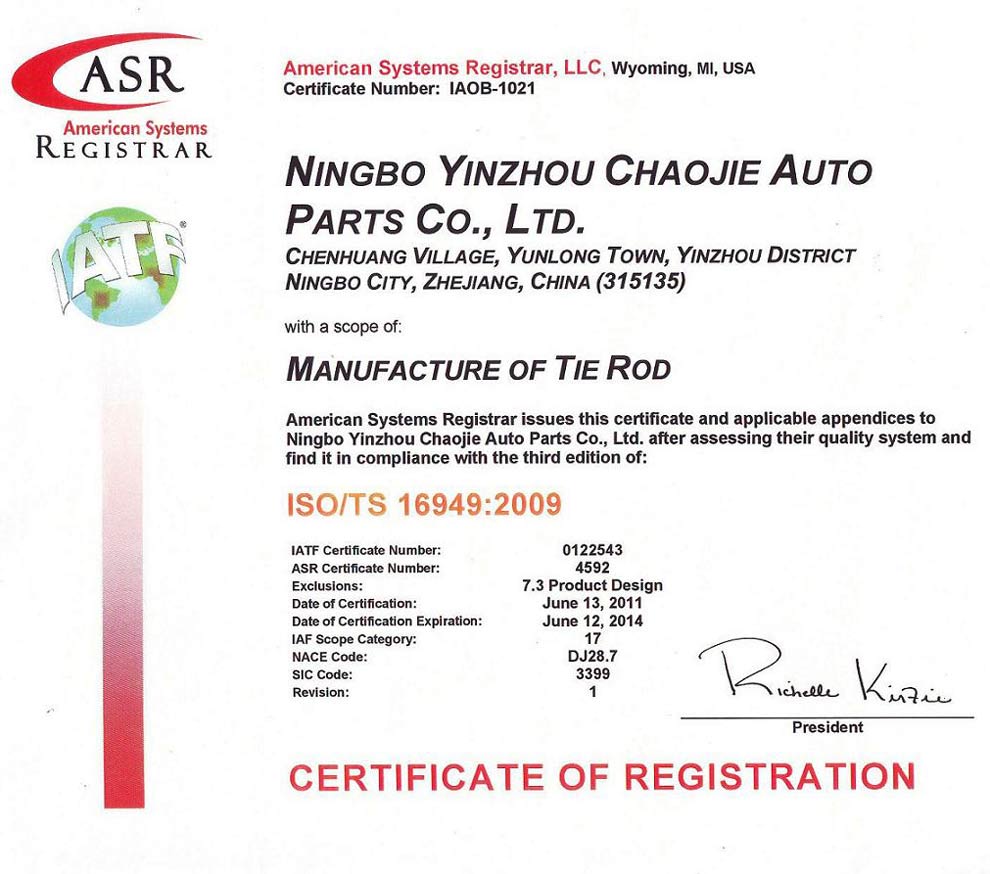 ASR
American Systems
REGISTRAR
American Systems Registrar, LLC, Wyoming, MI, USA
Certificate Number: IAOB-1021
IATF®
NINGBO YINZHOU CHAOJIE AUTO
PARTS CO., LTD.
CHENHUANG VILLAGE, YUNLONG TOWN, YINZHOU DISTRICT
NINGBO CITY, ZHEJIANG, CHINA (315135)
with a scope of:
MANUFACTURE OF TIE ROD
American Systems Registrar issues this certificate and applicable appendices to
Ningbo Yinzhou Chaojie Auto Parts Co., Ltd. after assessing their quality system and
find it in compliance with the third edition of:
ISO/TS 16949:2009
IATF Certificate Number: 0122543
ASR Certificate Number: 4592
Exclusions: 7.3 Product Design
Date of Certification: June 13, 2011
Date of Certification Expiration: June 12, 2014
IAF Scope Category: 17
NACE Code: DJ28.7
SIC Code: 3399
Revision: 1
Richelle Kinzie
President
CERTIFICATE OF REGISTRATION